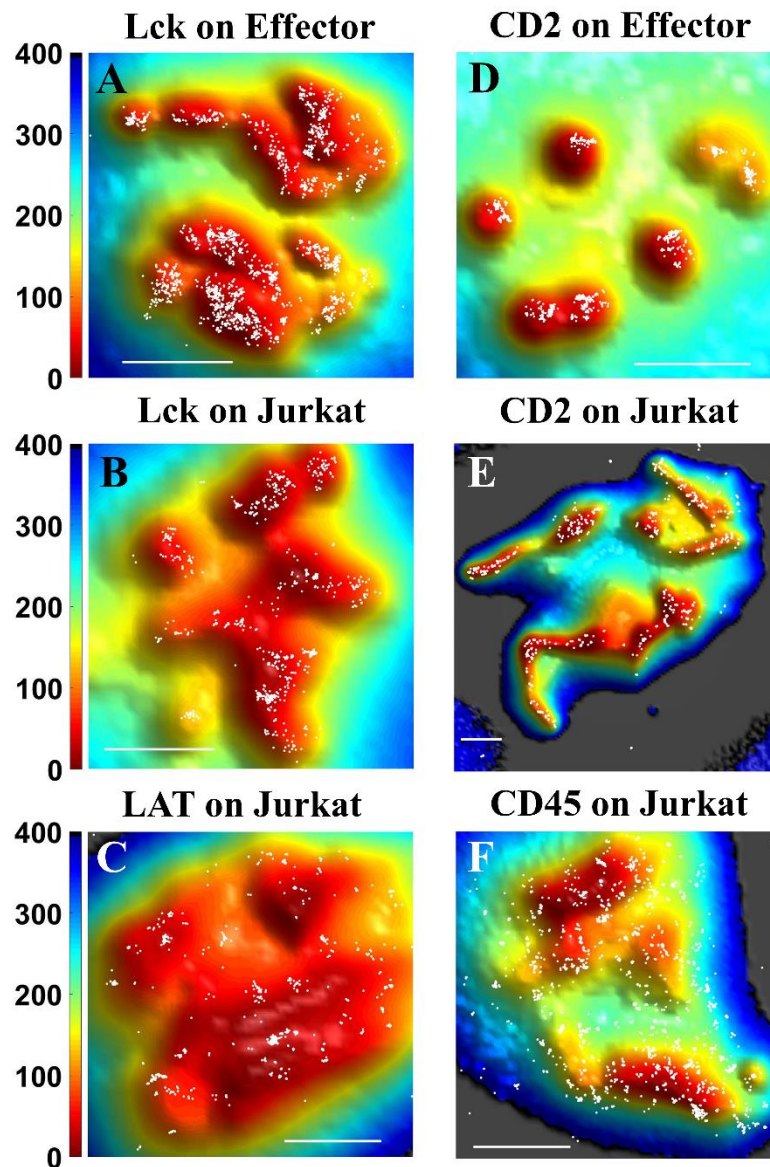 Lck on Effector
CD2 on Effector
400
300
200
100
0
A
D
Lck on Jurkat
CD2 on Jurkat
400
300
200
100
0
B
E
LAT on Jurkat
CD45 on Jurkat
400
300
200
100
0
C
F